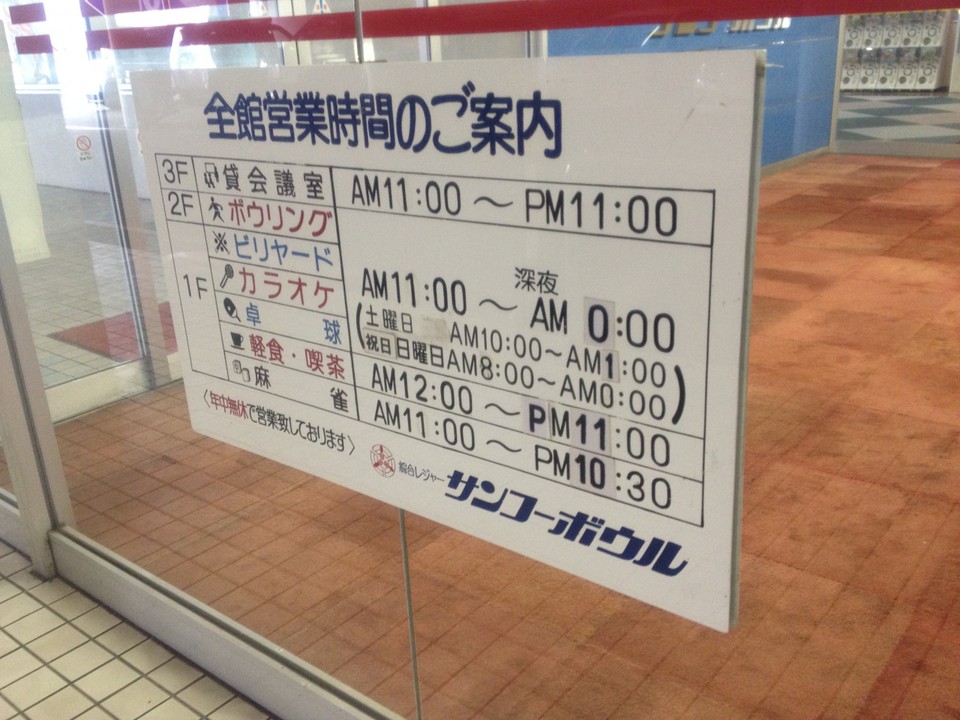 全館営業時間のご案内
3F 貸会議室 AM11:00 ～ PM11:00
2F ボウリング
ビリヤード
1F カラオケ
卓球
深夜
AM11:00 ～ AM 0:00
(土曜日 AM10:00～AM1:00
祝日日曜日AM8:00～AM0:00)
軽食・喫茶 AM12:00 ～ PM11:00
麻雀 AM11:00 ～ PM10:30
〈年中無休で営業致しております〉
総合レジャー サンコーボウル